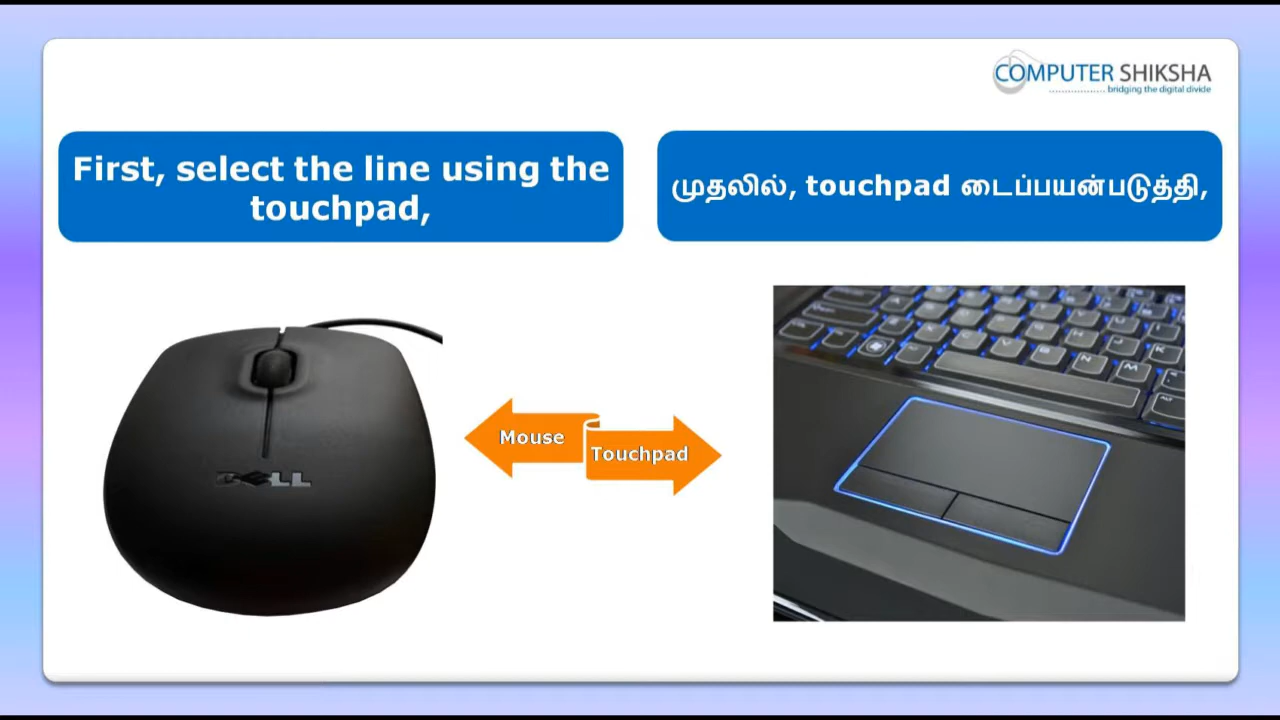 COMPUTER SHIKSHA
bridging the digital divide
First, select the line using the
touchpad,
முதலில், touchpad டைப்பயன்படுத்தி,
DELL
Mouse
Touchpad